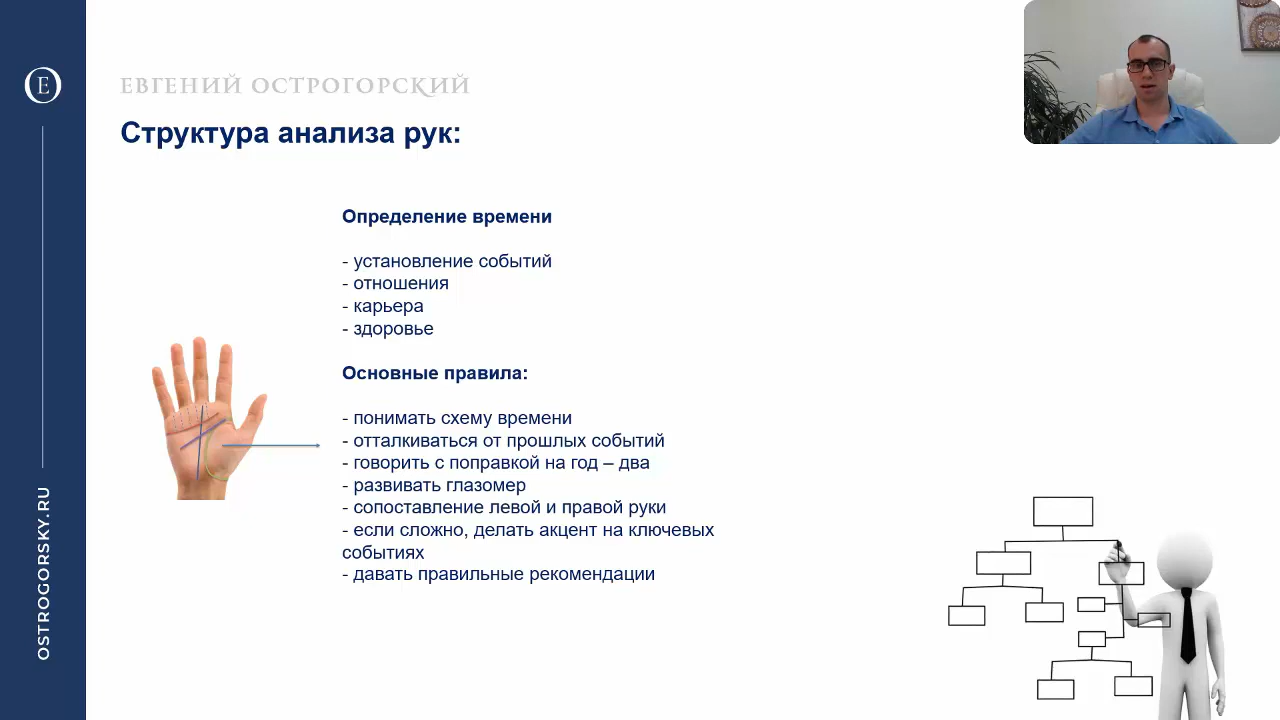 ЕВГЕНИЙ ОСТРОГОРСКИЙ
Структура анализа рук:
Определение времени
- установление событий
- отношения
- карьера
- здоровье
Основные правила:
- понимать схему времени
- отталкиваться от прошлых событий
- говорить с поправкой на год – два
- развивать глазомер
- сопоставление левой и правой руки
- если сложно, делать акцент на ключевых
событиях
- давать правильные рекомендации
OSTROGORSKY.RU